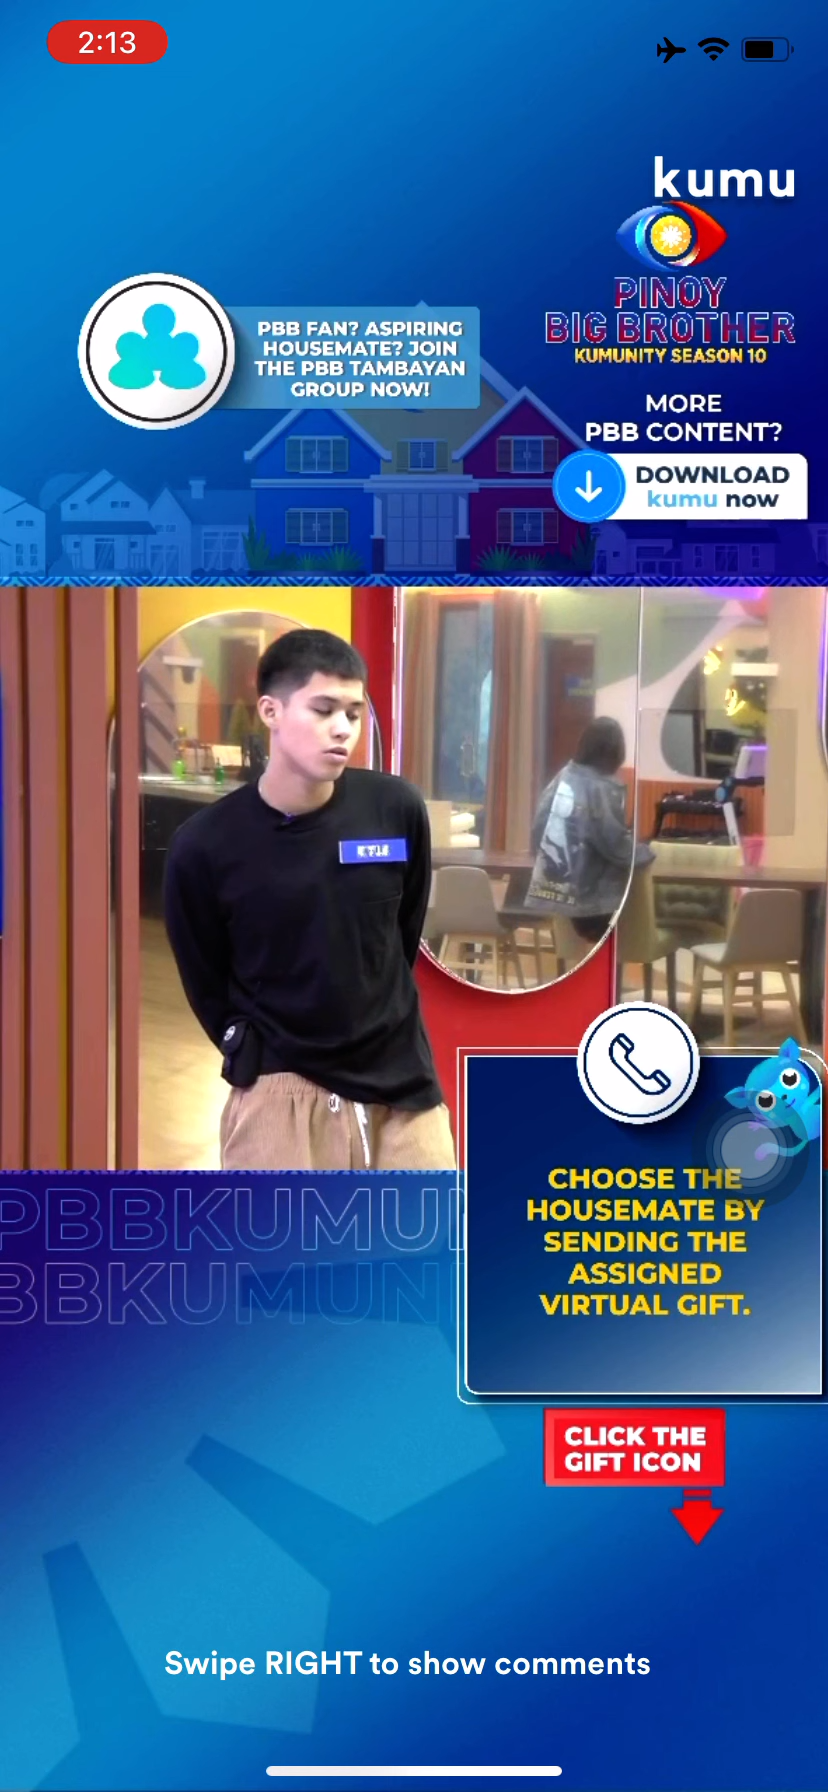 2:13
kumu
PINOY
BIG BROTHER
KUMUNITY SEASON 10
PBB FAN? ASPIRING
HOUSEMATE? JOIN
THE PBB TAMBAYAN
GROUP NOW!
MORE
PBB CONTENT?
DOWNLOAD
kumu now
CHOOSE THE
HOUSEMATE BY
SENDING THE
ASSIGNED
VIRTUAL GIFT.
PBBKUMU
BBKUMUN
CLICK THE
GIFT ICON
Swipe RIGHT to show comments